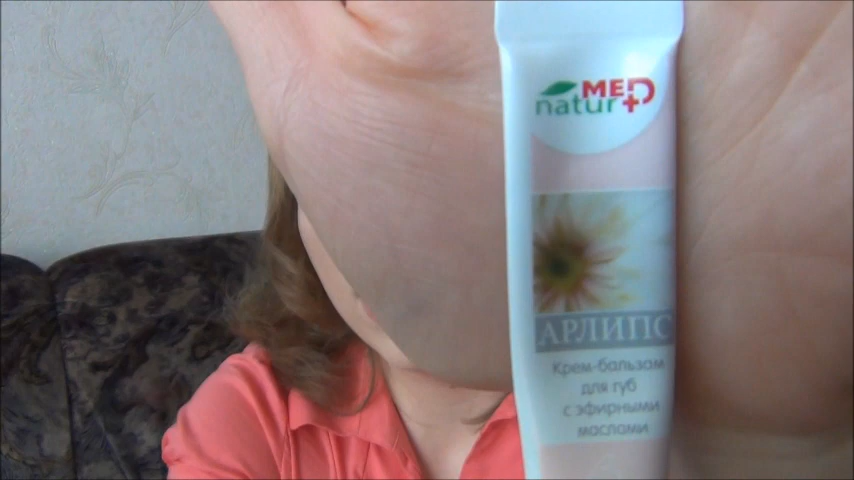 MED
natur
АРЛИПС
Крем-бальзам
для губ
с эфирными
маслами